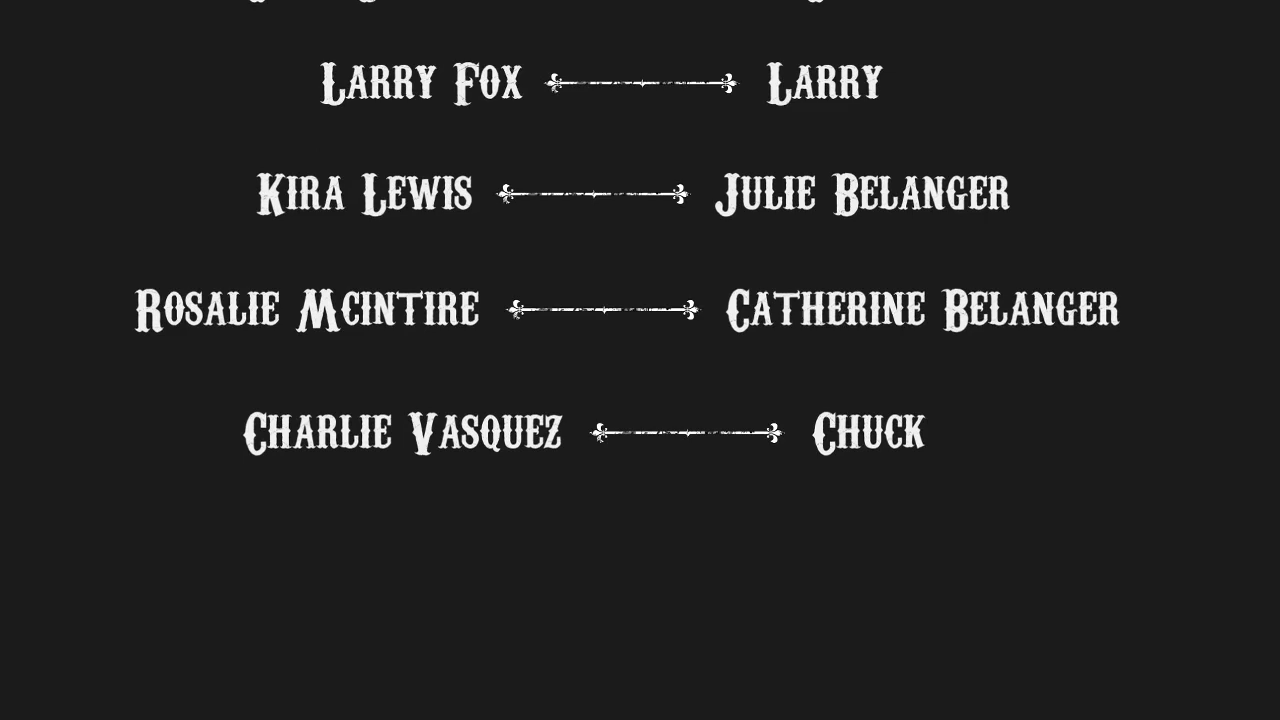 Larry Fox Larry
Kira Lewis Julie Belanger
Rosalie McIntire Catherine Belanger
Charlie Vasquez Chuck